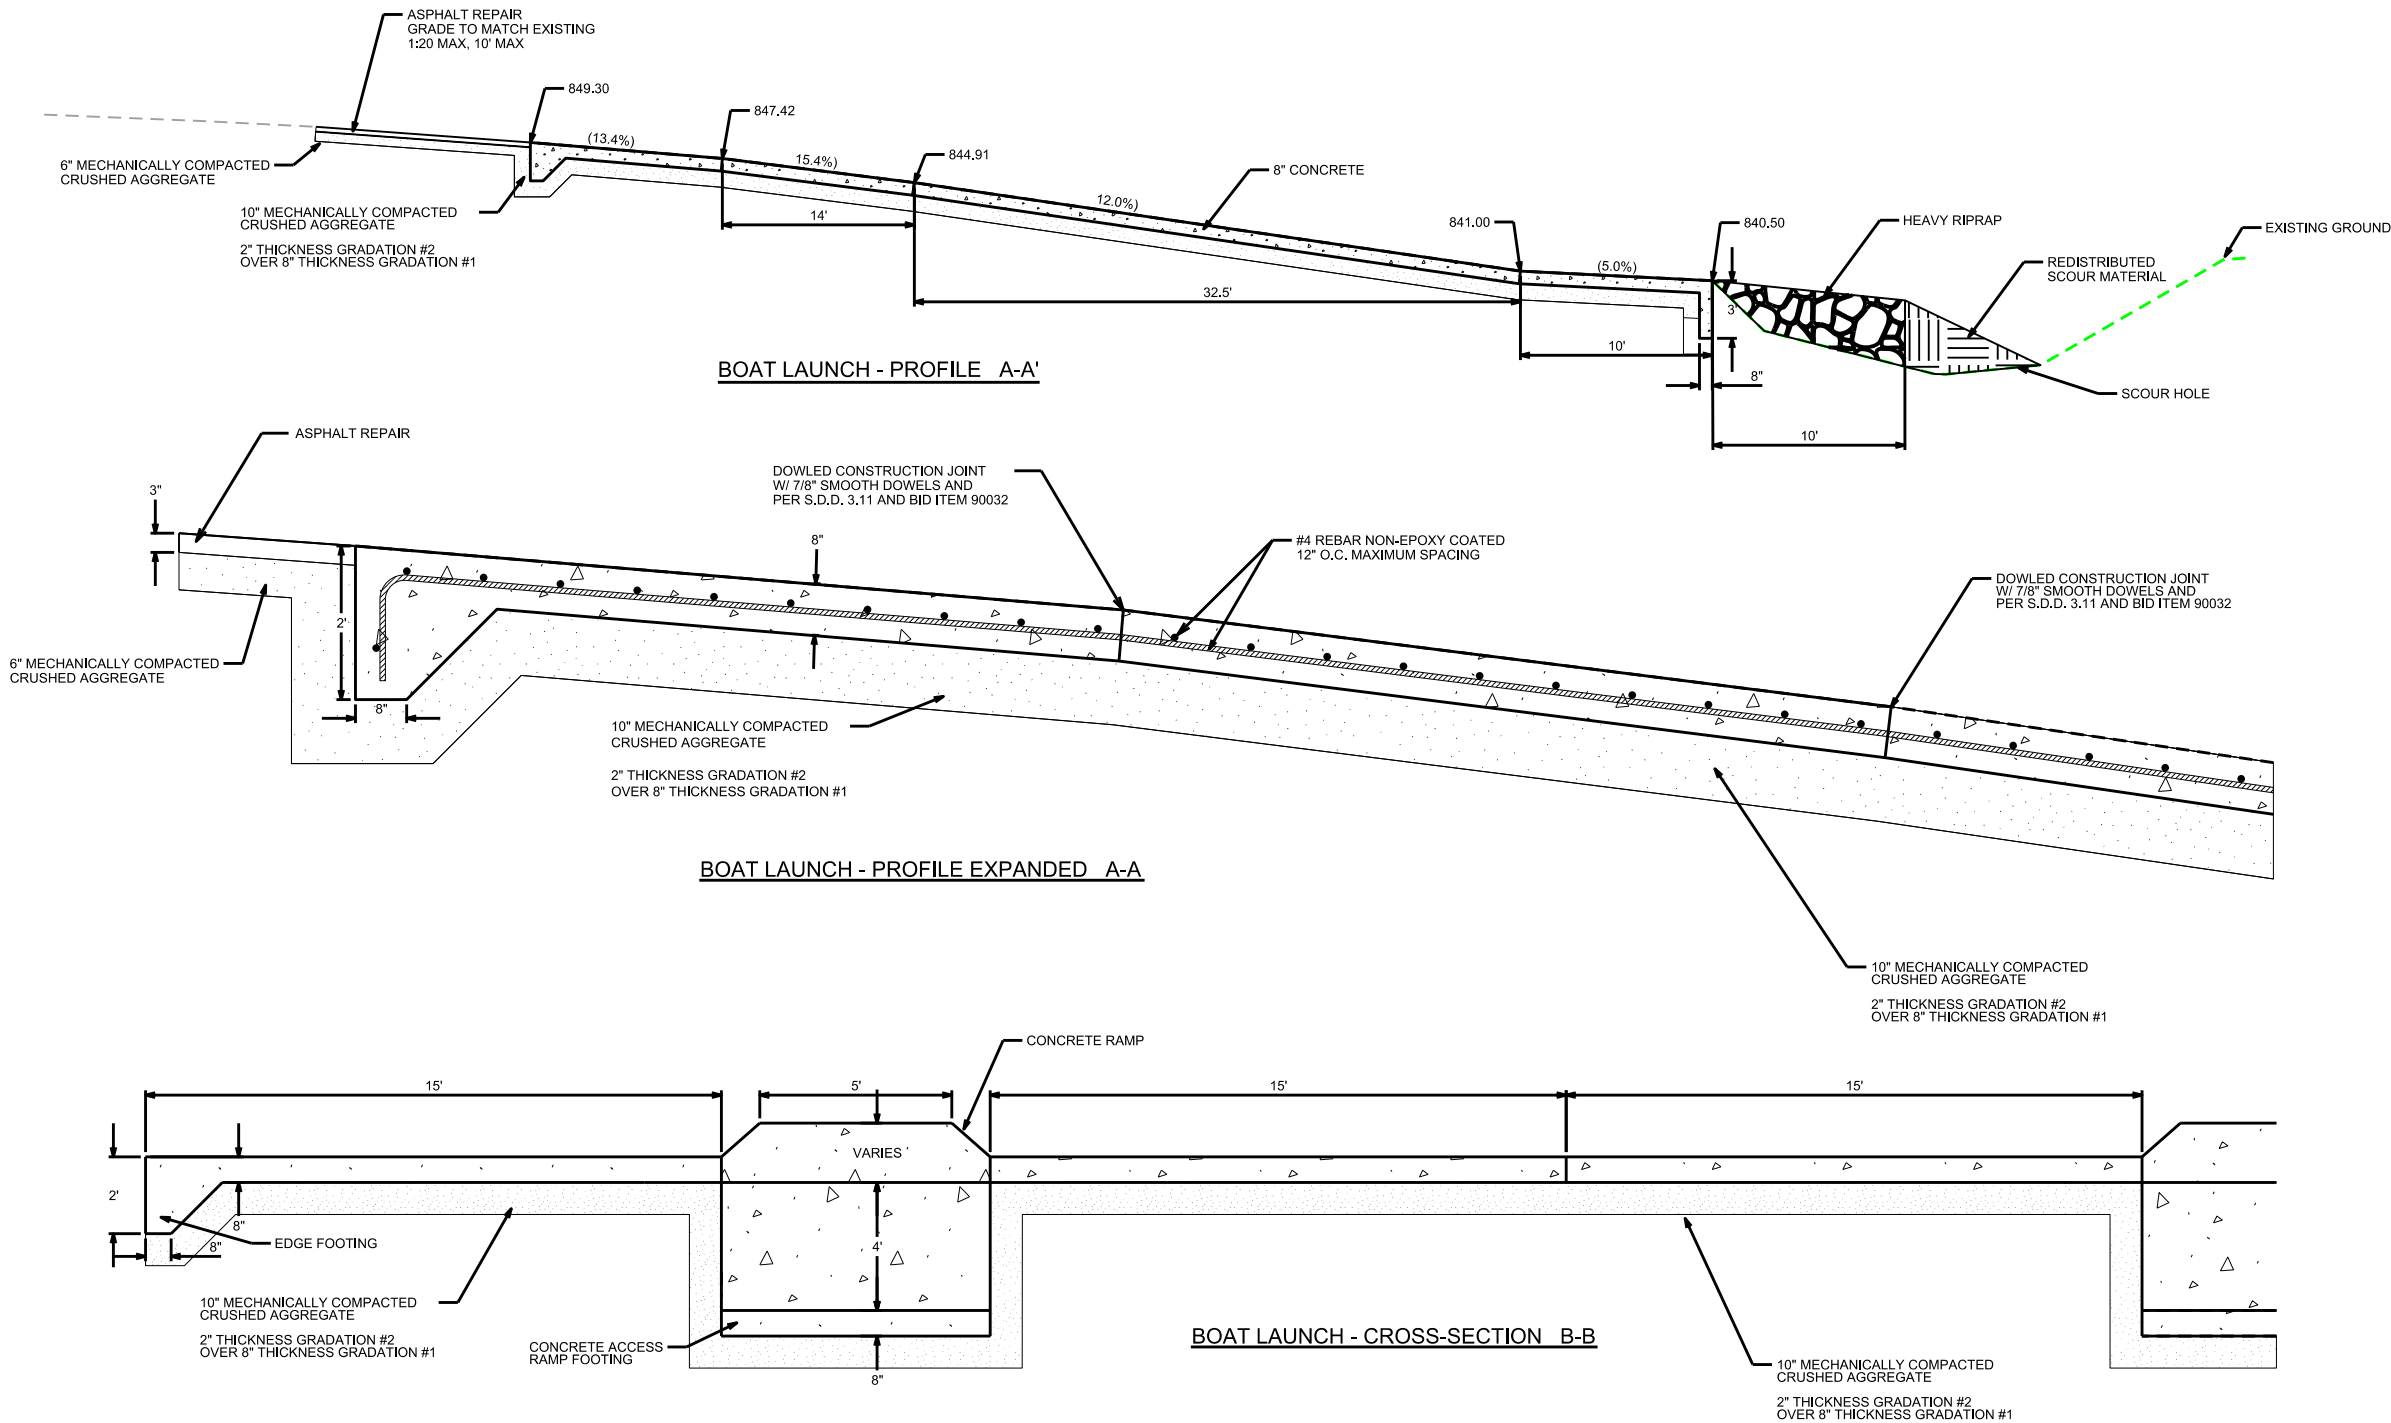 ASPHALT REPAIR
GRADE TO MATCH EXISTING
1:20 MAX, 10' MAX
849.30
847.42
(13.4%)
15.4%)
844.91
6" MECHANICALLY COMPACTED
CRUSHED AGGREGATE
10" MECHANICALLY COMPACTED
CRUSHED AGGREGATE
2" THICKNESS GRADATION #2
OVER 8" THICKNESS GRADATION #1
14'
8" CONCRETE
12.0%)
32.5'
841.00
840.50
(5.0%)
HEAVY RIPRAP
EXISTING GROUND
REDISTRIBUTED
SCOUR MATERIAL
3'
10'
8"
SCOUR HOLE
10'
BOAT LAUNCH - PROFILE A-A'
ASPHALT REPAIR
3"
DOWLED CONSTRUCTION JOINT
W/ 7/8" SMOOTH DOWELS AND
PER S.D.D. 3.11 AND BID ITEM 90032
8"
#4 REBAR NON-EPOXY COATED
12" O.C. MAXIMUM SPACING
DOWLED CONSTRUCTION JOINT
W/ 7/8" SMOOTH DOWELS AND
PER S.D.D. 3.11 AND BID ITEM 90032
2'
6" MECHANICALLY COMPACTED
CRUSHED AGGREGATE
8"
10" MECHANICALLY COMPACTED
CRUSHED AGGREGATE
2" THICKNESS GRADATION #2
OVER 8" THICKNESS GRADATION #1
BOAT LAUNCH - PROFILE EXPANDED A-A
10" MECHANICALLY COMPACTED
CRUSHED AGGREGATE
2" THICKNESS GRADATION #2
OVER 8" THICKNESS GRADATION #1
CONCRETE RAMP
15'
5'
15'
15'
VARIES
2'
8"
8"
EDGE FOOTING
4'
10" MECHANICALLY COMPACTED
CRUSHED AGGREGATE
2" THICKNESS GRADATION #2
OVER 8" THICKNESS GRADATION #1
CONCRETE ACCESS
RAMP FOOTING
8"
BOAT LAUNCH - CROSS-SECTION B-B
10" MECHANICALLY COMPACTED
CRUSHED AGGREGATE
2" THICKNESS GRADATION #2
OVER 8" THICKNESS GRADATION #1